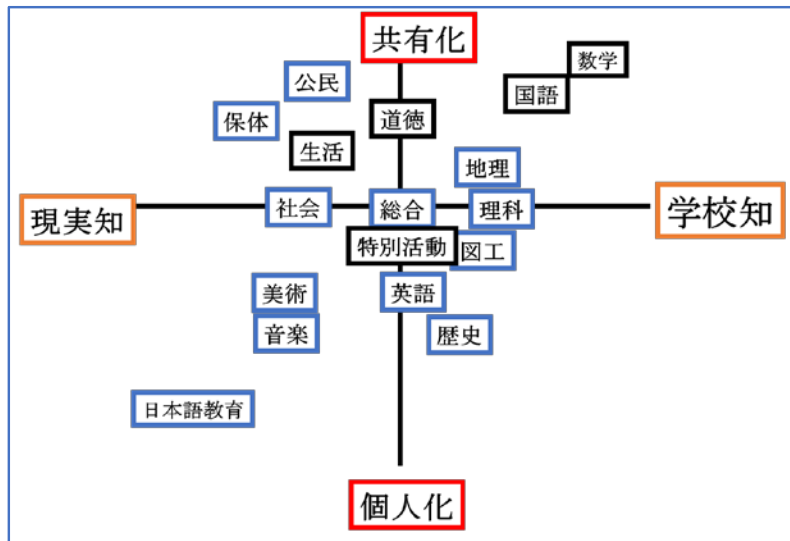 共有化
数学
公民
国語
保体
道徳
生活
地理
現実知
社会
総合
理科
学校知
特別活動
図工
美術
英語
音楽
歴史
日本語教育
個人化